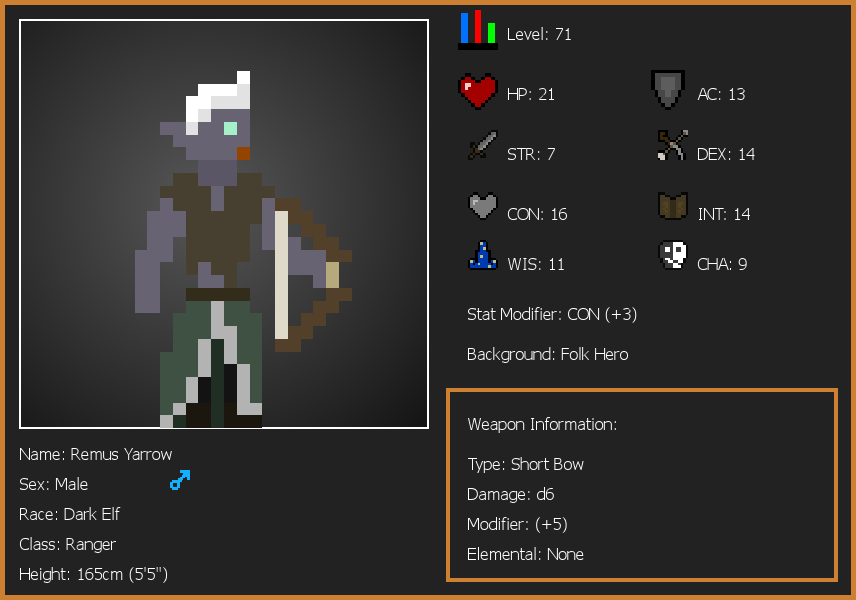 Level: 71
HP: 21
AC: 13
STR: 7
DEX: 14
CON: 16
INT: 14
WIS: 11
CHA: 9
Stat Modifier: CON (+3)
Background: Folk Hero
Weapon Information:
Type: Short Bow
Damage: d6
Modifier: (+5)
Elemental: None
Name: Remus Yarrow
Sex: Male
Race: Dark Elf
Class: Ranger
Height: 165cm (5'5")